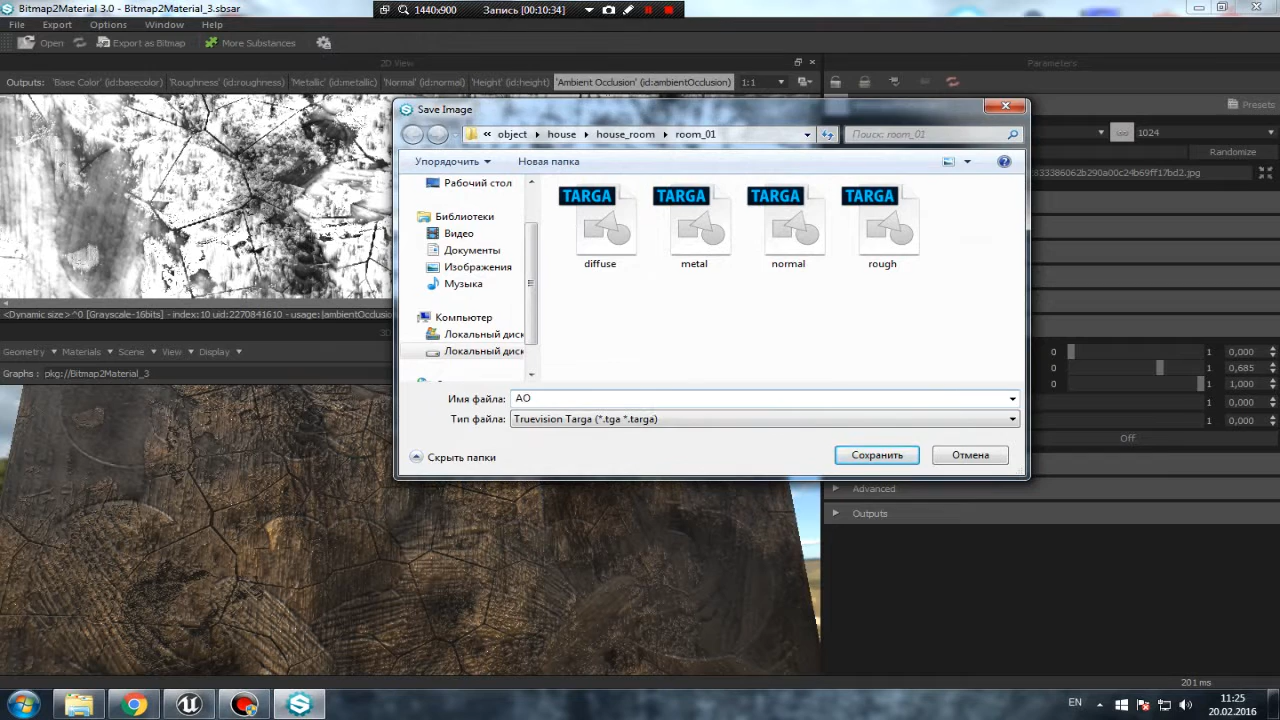 Bitmap2Material 3.0 - Bitmap2Material_3.sbsar
1440x900 Запись [00:10:34]
File Export Options Window Help
Open Export as Bitmap More Substances
2D View
Parameters
Outputs: 'Base Color' (id:basecolor) 'Roughness' (id:roughness) 'Metallic' (id:metallic) 'Normal' (id:normal) 'Height' (id:height) 'Ambient Occlusion' (id:ambientOcclusion) 1:1
Presets
1024
Randomize
833386062b290a00c24b69ff17bd2.jpg
Save Image
object house house_room room_01
Поиск: room_01
Упорядочить Новая папка
Рабочий стол
Библиотеки
Видео
Документы
Изображения
Музыка
Компьютер
Локальный диск
Локальный диск
TARGA TARGA TARGA TARGA
diffuse metal normal rough
Имя файла: AO
Тип файла: Truevision Targa (*.tga *.targa)
Скрыть папки Сохранить Отмена
<Dynamic size>^0 [Grayscale-16bits] - index:10 uid:2270841610 - usage:[ambientOcclusion]
3D
Geometry Materials Scene View Display
Graphs: pkg://Bitmap2Material_3
0 1 0,000
0 1 0,685
0 1 1,000
0,000
0,000
Off
Advanced
Outputs
201 ms
EN
11:25
20.02.2016